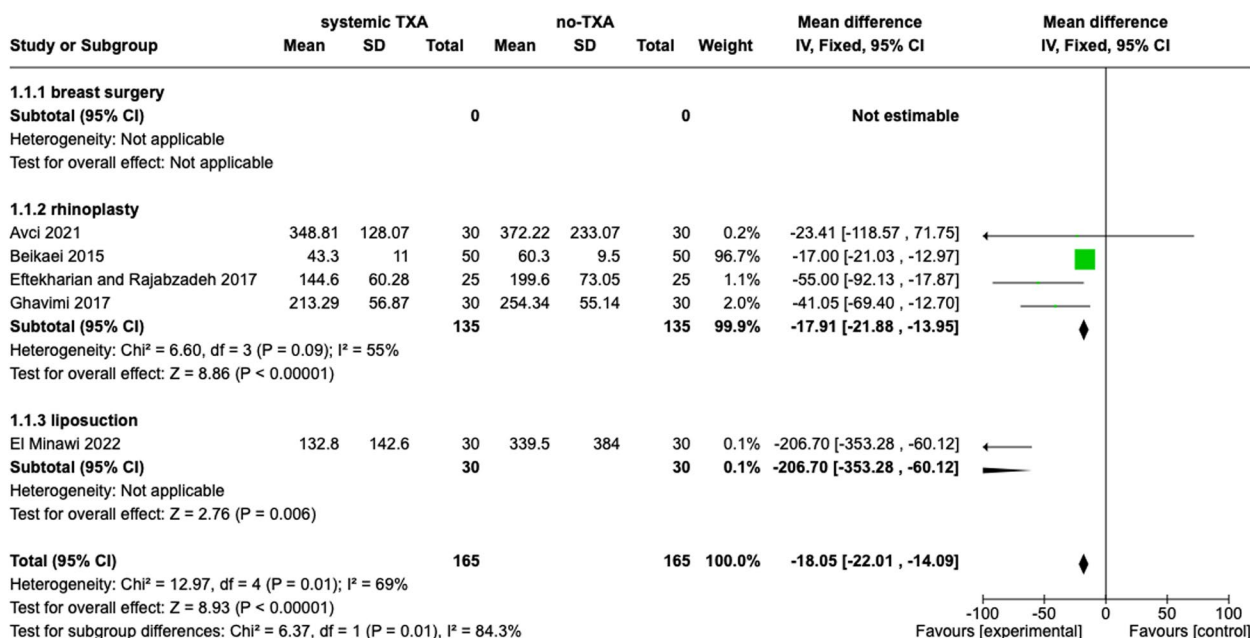 systemic TXA no-TXA Mean difference Mean difference
Study or Subgroup Mean SD Total Mean SD Total Weight IV, Fixed, 95% CI IV, Fixed, 95% CI
1.1.1 breast surgery
Subtotal (95% CI) 0 0 Not estimable
Heterogeneity: Not applicable
Test for overall effect: Not applicable
1.1.2 rhinoplasty
Avci 2021 348.81 128.07 30 372.22 233.07 30 0.2% -23.41 [-118.57 , 71.75]
Beikaei 2015 43.3 11 50 60.3 9.5 50 96.7% -17.00 [-21.03 , -12.97]
Eftekharian and Rajabzadeh 2017 144.6 60.28 25 199.6 73.05 25 1.1% -55.00 [-92.13 , -17.87]
Ghavimi 2017 213.29 56.87 30 254.34 55.14 30 2.0% -41.05 [-69.40 , -12.70]
Subtotal (95% CI) 135 135 99.9% -17.91 [-21.88 , -13.95]
Heterogeneity: Chi² = 6.60, df = 3 (P = 0.09); I² = 55%
Test for overall effect: Z = 8.86 (P < 0.00001)
1.1.3 liposuction
El Minawi 2022 132.8 142.6 30 339.5 384 30 0.1% -206.70 [-353.28 , -60.12]
Subtotal (95% CI) 30 30 0.1% -206.70 [-353.28 , -60.12]
Heterogeneity: Not applicable
Test for overall effect: Z = 2.76 (P = 0.006)
Total (95% CI) 165 165 100.0% -18.05 [-22.01 , -14.09]
Heterogeneity: Chi² = 12.97, df = 4 (P = 0.01); I² = 69%
Test for overall effect: Z = 8.93 (P < 0.00001)
Test for subgroup differences: Chi² = 6.37, df = 1 (P = 0.01), I² = 84.3%
-100 -50 0 50 100
Favours [experimental] Favours [control]